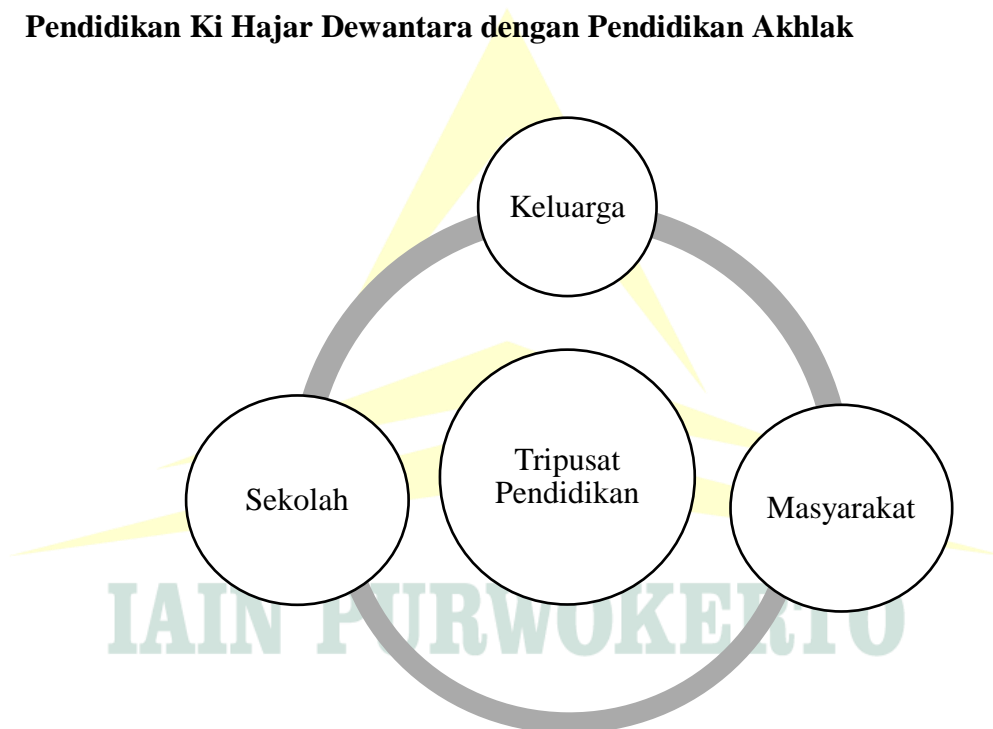 Pendidikan Ki Hajar Dewantara dengan Pendidikan Akhlak
Keluarga
Tripusat
Pendidikan
Sekolah
Masyarakat
IAIN PURWOKERTO